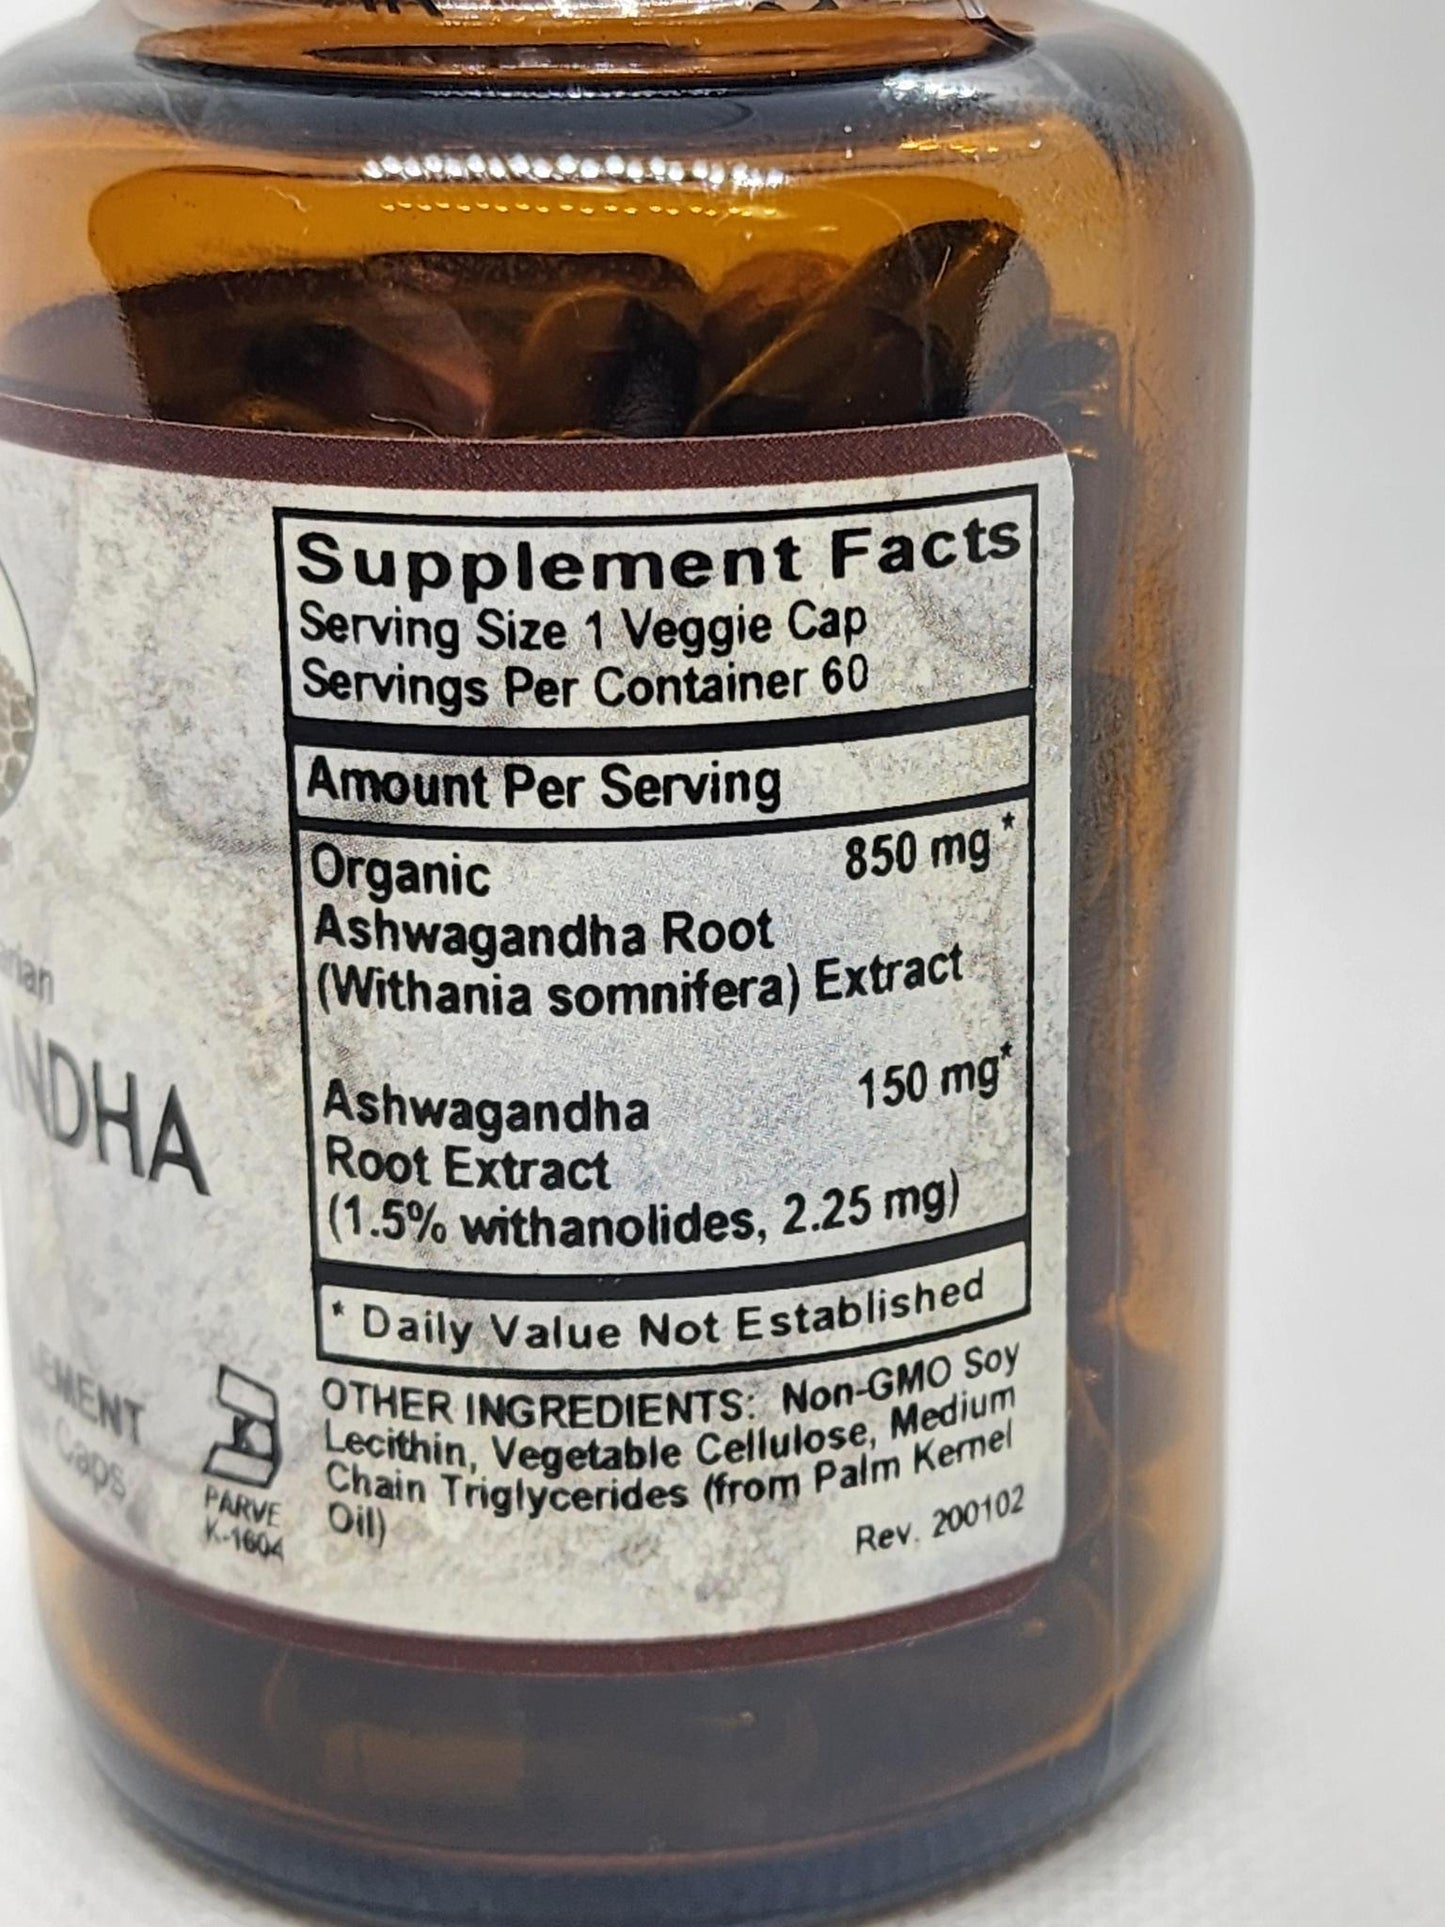 Supplement Facts
Serving Size 1 Veggie Cap
Servings Per Container 60
Amount Per Serving
Organic 850 mg*
Ashwagandha Root
(Withania somnifera) Extract
Ashwagandha 150 mg*
Root Extract
(1.5% withanolides, 2.25 mg)
* Daily Value Not Established
OTHER INGREDIENTS: Non-GMO Soy
Lecithin, Vegetable Cellulose, Medium
Chain Triglycerides (from Palm Kernel
Oil)
Rev. 200102
NDHA
Caps
K
PARVE
K-1604